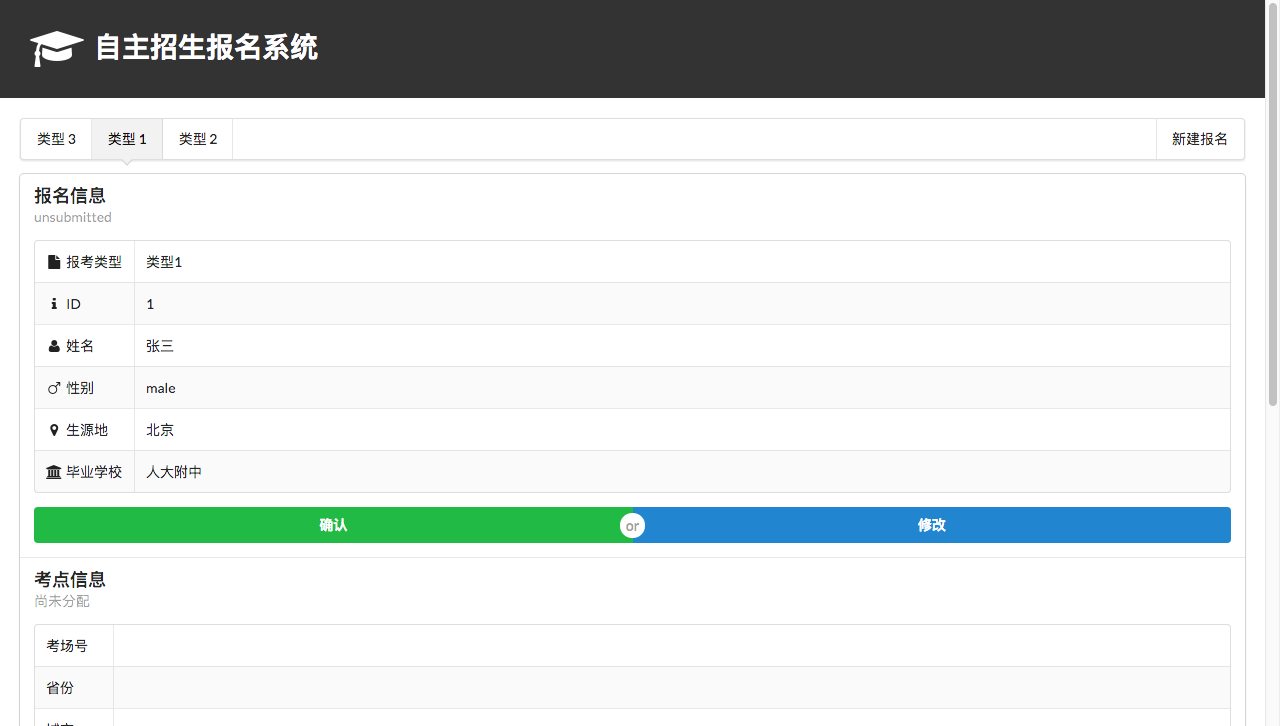 自主招生报名系统
类型 3 类型 1 类型 2 新建报名
报名信息
unsubmitted
报考类型 类型1
ID 1
姓名 张三
性别 male
生源地 北京
毕业学校 人大附中
确认 or 修改
考点信息
尚未分配
考场号
省份